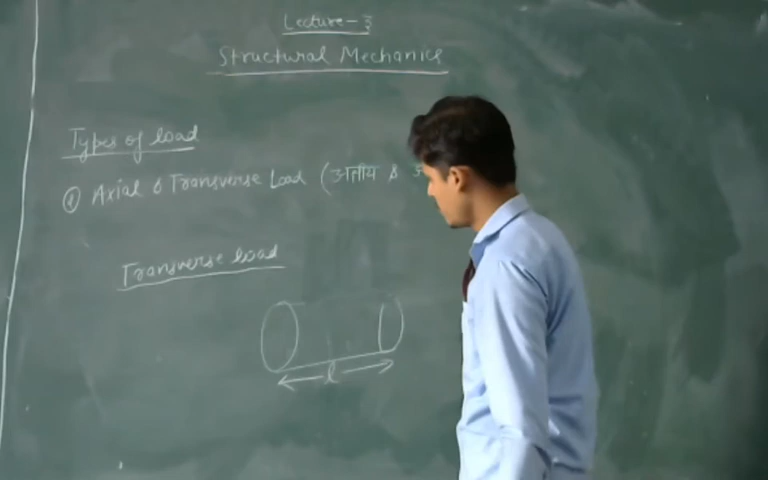 Lecture-3
Structural Mechanics
Types of load
① Axial & Transverse Load (अक्षीय &
Transverse load
l